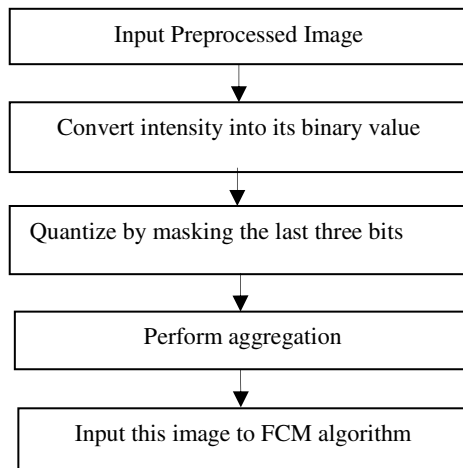 Input Preprocessed Image
Convert intensity into its binary value
Quantize by masking the last three bits
Perform aggregation
Input this image to FCM algorithm